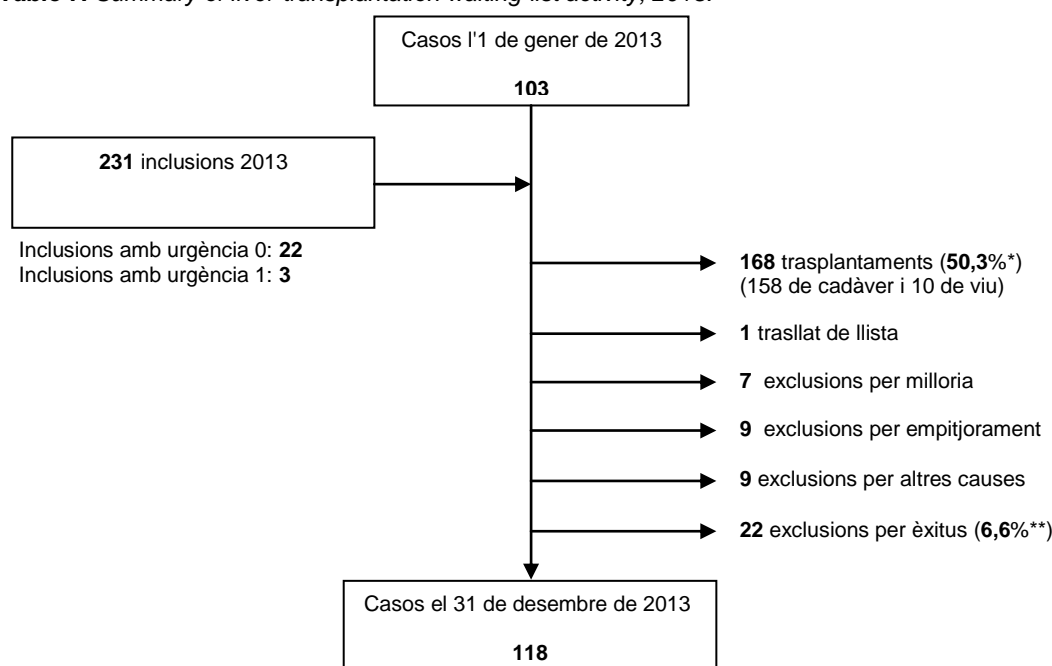 Table 7. Summary of liver transplantation waiting list activity, 2013.
Casos l'1 de gener de 2013
103
231 inclusions 2013
Inclusions amb urgència 0: 22
Inclusions amb urgència 1: 3
168 trasplantaments (50,3%*)
(158 de cadàver i 10 de viu)
1 trasllat de llista
7 exclusions per milloria
9 exclusions per empitjorament
9 exclusions per altres causes
22 exclusions per èxitus (6,6%**)
Casos el 31 de desembre de 2013
118